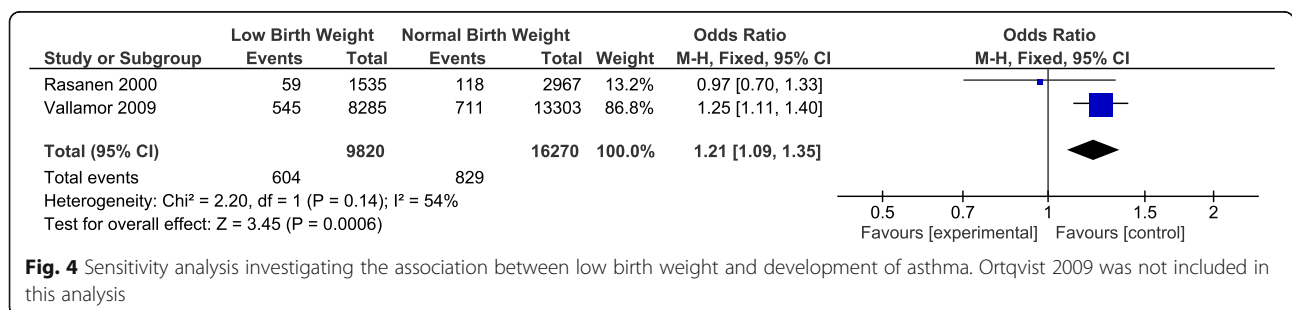 Low Birth Weight Normal Birth Weight Odds Ratio Odds Ratio
Study or Subgroup Events Total Events Total Weight M-H, Fixed, 95% CI M-H, Fixed, 95% CI
Rasanen 2000 59 1535 118 2967 13.2% 0.97 [0.70, 1.33]
Vallamor 2009 545 8285 711 13303 86.8% 1.25 [1.11, 1.40]
Total (95% CI) 9820 16270 100.0% 1.21 [1.09, 1.35]
Total events 604 829
Heterogeneity: Chi² = 2.20, df = 1 (P = 0.14); I² = 54%
Test for overall effect: Z = 3.45 (P = 0.0006)
0.5 0.7 1 1.5 2
Favours [experimental] Favours [control]
Fig. 4 Sensitivity analysis investigating the association between low birth weight and development of asthma. Ortqvist 2009 was not included in
this analysis